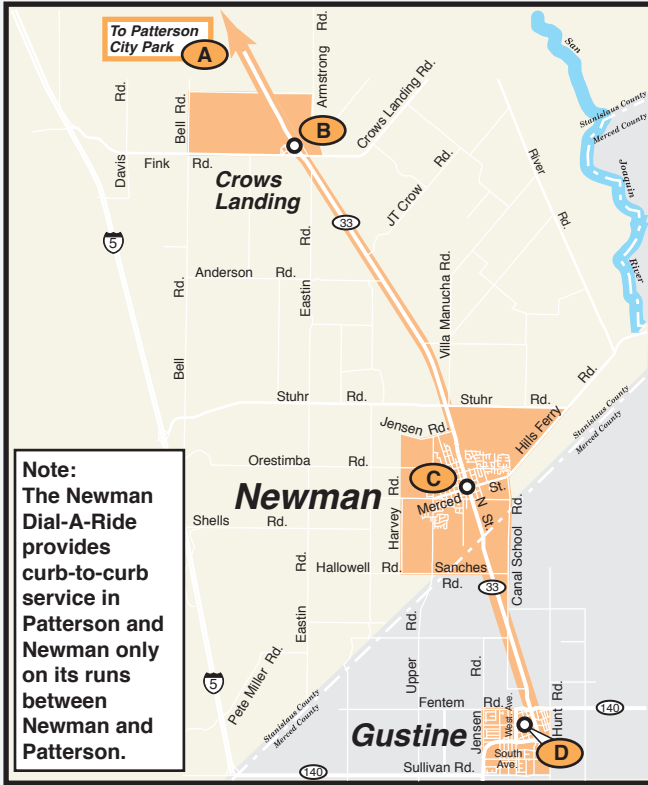 To Patterson
City Park
A
Rd.
Armstrong
San
Rd.
Bell Rd.
B
Crows Landing Rd.
Stanislaus County
Merced County
Davis
Fink Rd.
Crows
Landing
JT Crow Rd.
River Rd.
Joaquin
River
33
5
Rd.
Anderson Rd.
Eastin
Rd.
Bell
Villa Manucha Rd.
Stuhr Rd.
Stuhr Rd.
Hills Ferry Rd.
Stanislaus County
Merced County
Jensen Rd.
Orestimba Rd.
Newman
C
Merced St.
N St.
Harvey Rd.
Canal School Rd.
Shells Rd.
Hallowell Rd.
Sanches
Rd.
33
Note:
The Newman
Dial-A-Ride
provides
curb-to-curb
service in
Patterson and
Newman only
on its runs
between
Newman and
Patterson.
Eastin Rd.
Pete Miller Rd.
5
Stanislaus County
Merced County
Upper Rd.
Jensen Rd.
Fentem Rd.
West Ave.
Hunt Rd.
140
Gustine
South
Ave.
D
Sullivan Rd.
140